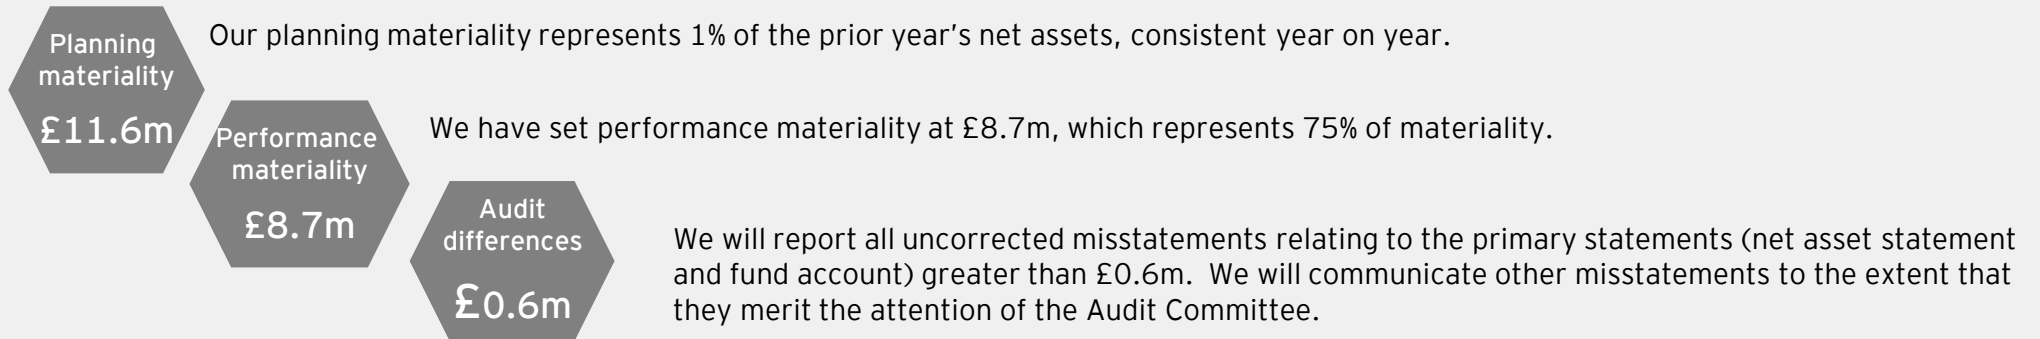 Planning
materiality
£11.6m
Our planning materiality represents 1% of the prior year’s net assets, consistent year on year.
Performance
materiality
£8.7m
We have set performance materiality at £8.7m, which represents 75% of materiality.
Audit
differences
£0.6m
We will report all uncorrected misstatements relating to the primary statements (net asset statement
and fund account) greater than £0.6m.  We will communicate other misstatements to the extent that
they merit the attention of the Audit Committee.